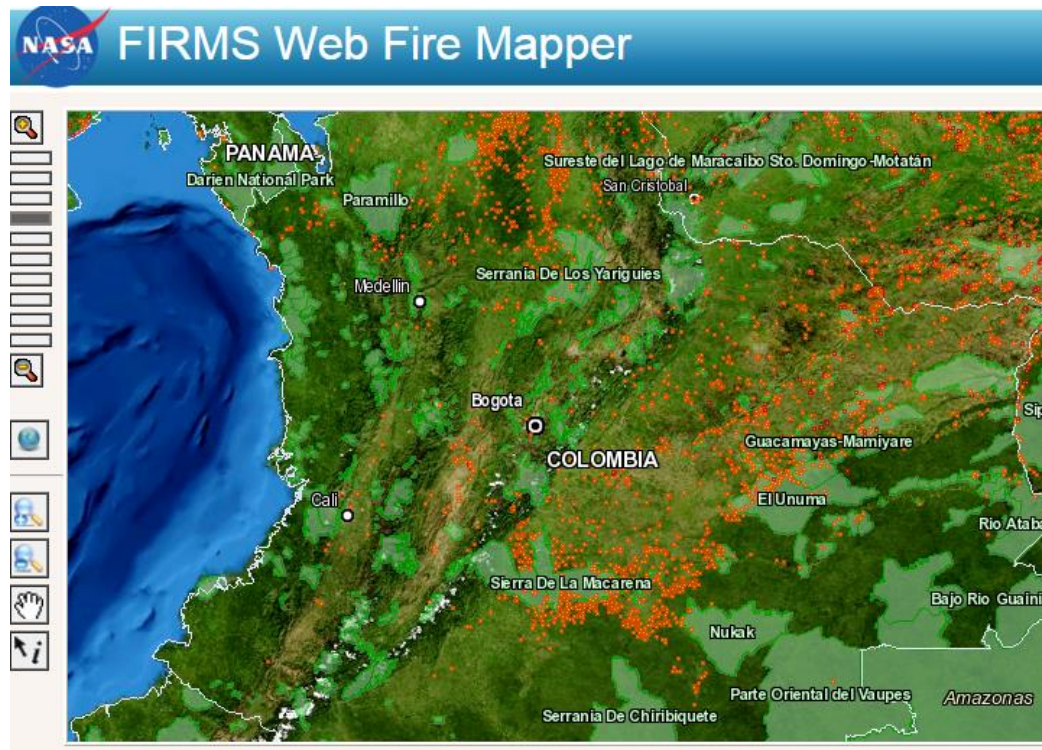 NASA FIRMS Web Fire Mapper
PANAMA
Sureste del Lago de Maracaibo Sto. Domingo-Motatán
Darien National Park
San Cristobal
Paramillo
Serrania De Los Yariguies
Medellin
Bogota
Sip
Guacamayas-Mamiyare
COLOMBIA
Cali
El Unuma
Rio Ataba
Sierra De La Macarena
Bajo Rio Guaini
Nukak
Parte Oriental del Vaupes
Amazonas
Serrania De Chiribiquete
i